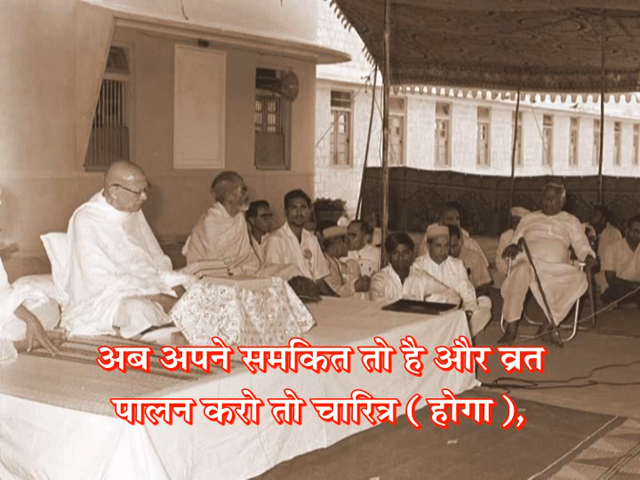 अब अपने समकित तो है और व्रत
पालन करो तो चारित्र ( होगा ),